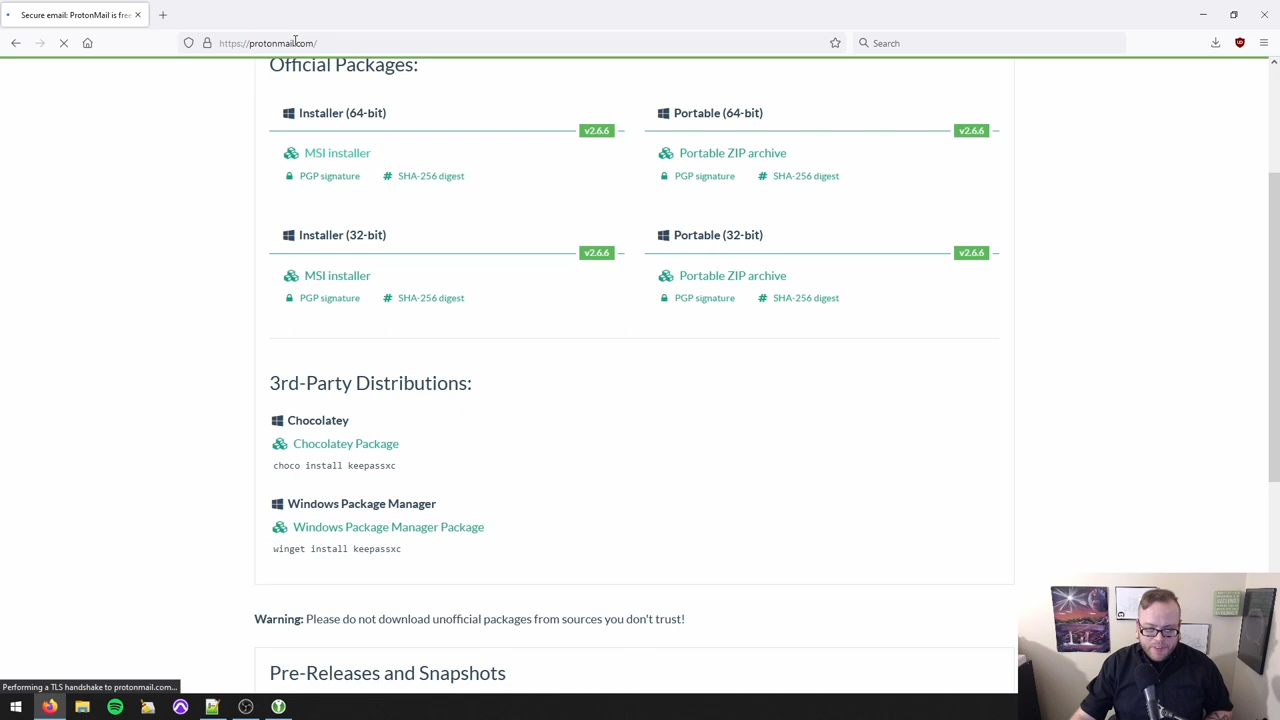 Secure email: ProtonMail is free
https://protonmail.com/
Search
Official Packages:
Installer (64-bit)
v2.6.6
MSI installer
PGP signature
SHA-256 digest
Portable (64-bit)
v2.6.6
Portable ZIP archive
PGP signature
SHA-256 digest
Installer (32-bit)
v2.6.6
MSI installer
PGP signature
SHA-256 digest
Portable (32-bit)
v2.6.6
Portable ZIP archive
PGP signature
SHA-256 digest
3rd-Party Distributions:
Chocolatey
Chocolatey Package
choco install keepassxc
Windows Package Manager
Windows Package Manager Package
winget install keepassxc
Warning: Please do not download unofficial packages from sources you don't trust!
Pre-Releases and Snapshots
Performing a TLS handshake to protonmail.com...